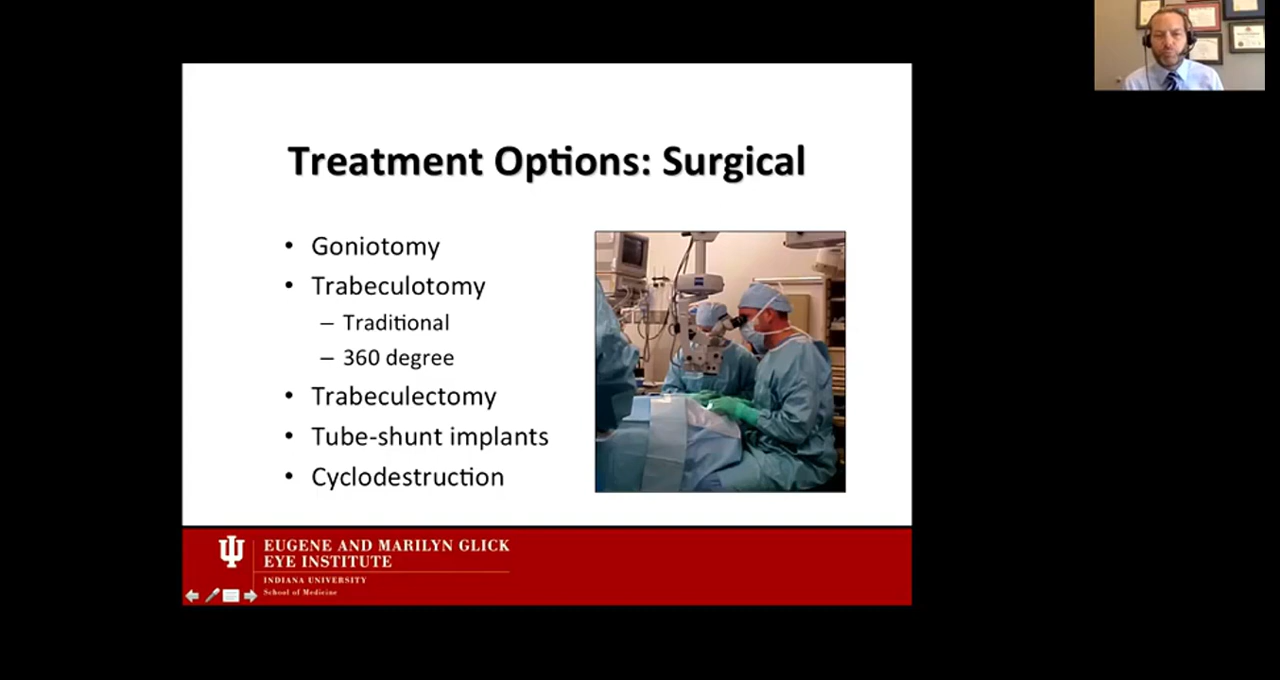 Treatment Options: Surgical
• Goniotomy
• Trabeculotomy
– Traditional
– 360 degree
• Trabeculectomy
• Tube-shunt implants
• Cyclodestruction
EUGENE AND MARILYN GLICK
EYE INSTITUTE
INDIANA UNIVERSITY
School of Medicine